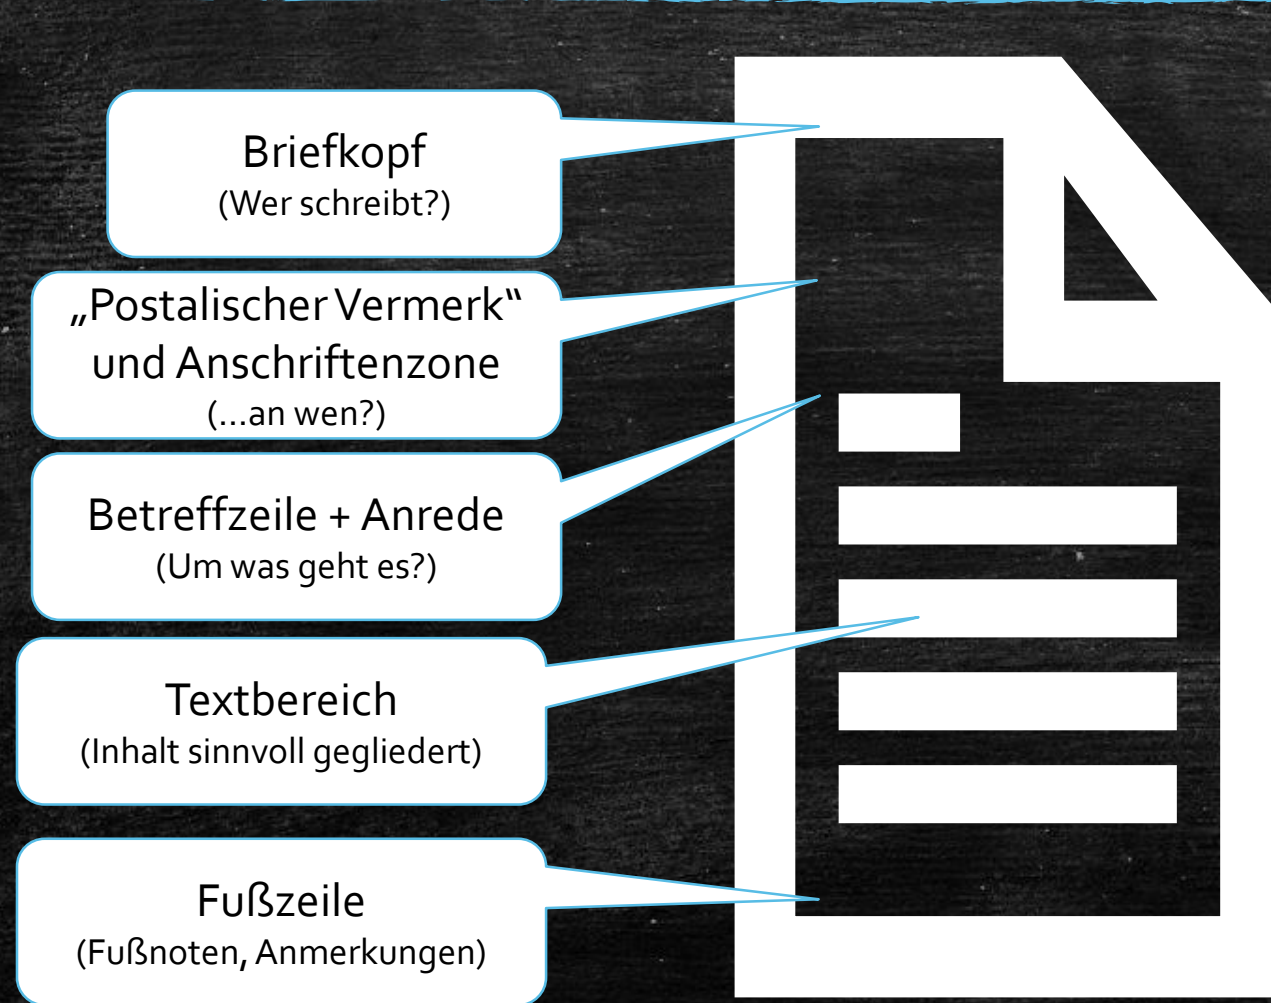 Briefkopf
(Wer schreibt?)
„Postalischer Vermerk“
und Anschriftenzone
(...an wen?)
Betreffzeile + Anrede
(Um was geht es?)
Textbereich
(Inhalt sinnvoll gegliedert)
Fußzeile
(Fußnoten, Anmerkungen)